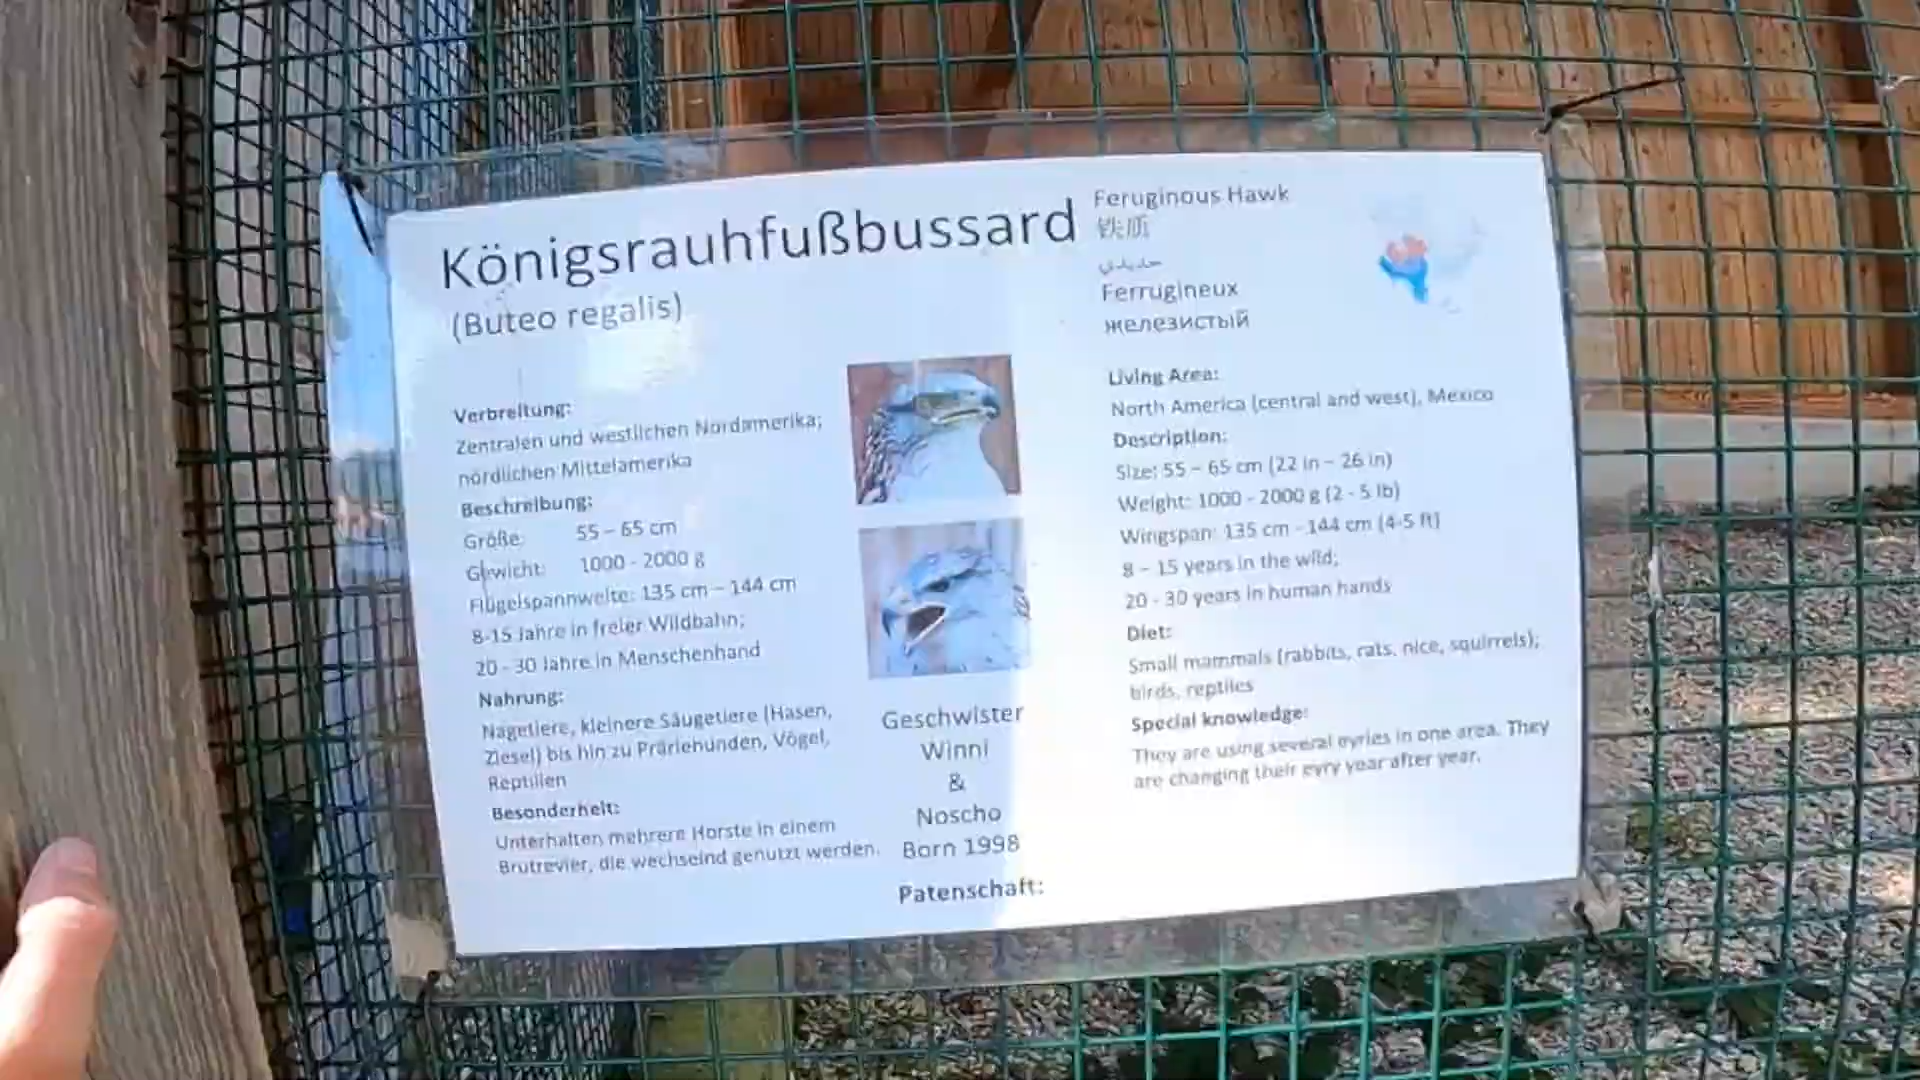 Königsrauhfußbussard
(Buteo regalis)
Feruginous Hawk
铁质
حديدي
Ferrugineux
железистый
Verbreitung:
Zentralen und westlichen Nordamerika;
nördlichen Mittelamerika
Beschreibung:
Größe: 55 – 65 cm
Gewicht: 1000 - 2000 g
Flügelspannweite: 135 cm – 144 cm
8-15 Jahre in freier Wildbahn;
20 - 30 Jahre in Menschenhand
Nahrung:
Nagetiere, kleinere Säugetiere (Hasen,
Ziesel) bis hin zu Präriehunden, Vögel,
Reptilien
Besonderheit:
Unterhalten mehrere Horste in einem
Brutrevier, die wechselnd genutzt werden.
Geschwister
Winni
&
Noscho
Born 1998
Patenschaft:
Living Area:
North America (central and west), Mexico
Description:
Size: 55 – 65 cm (22 in – 26 in)
Weight: 1000 - 2000 g (2 - 5 lb)
Wingspan: 135 cm - 144 cm (4-5 ft)
8 – 15 years in the wild;
20 - 30 years in human hands
Diet:
Small mammals (rabbits, rats, nice, squirrels);
birds, reptiles
Special knowledge:
They are using several eyries in one area. They
are changing their eyry year after year.